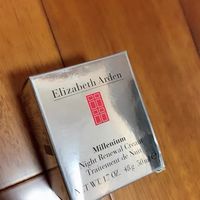 Elizabeth Arden
Millenium
Night Renewal Cream
Traitement de Nuit
NET WT. 1.7 OZ. 48g 50ml